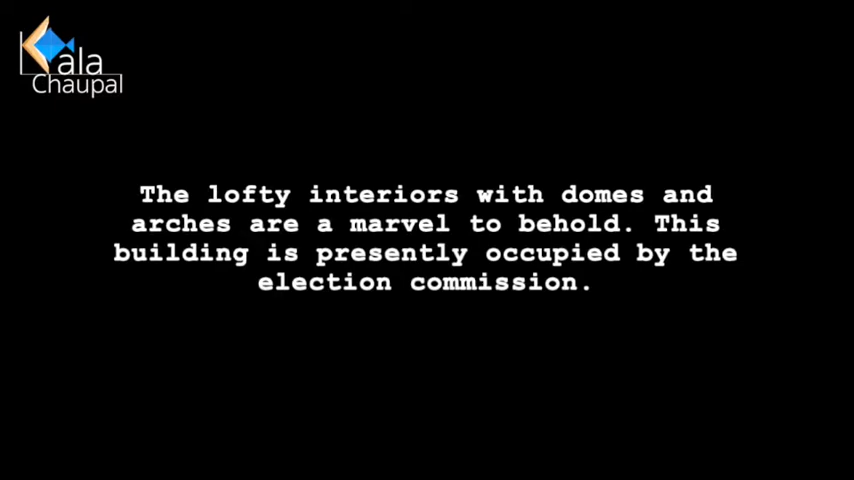 Kala
Chaupal
The lofty interiors with domes and
arches are a marvel to behold. This
building is presently occupied by the
election commission.